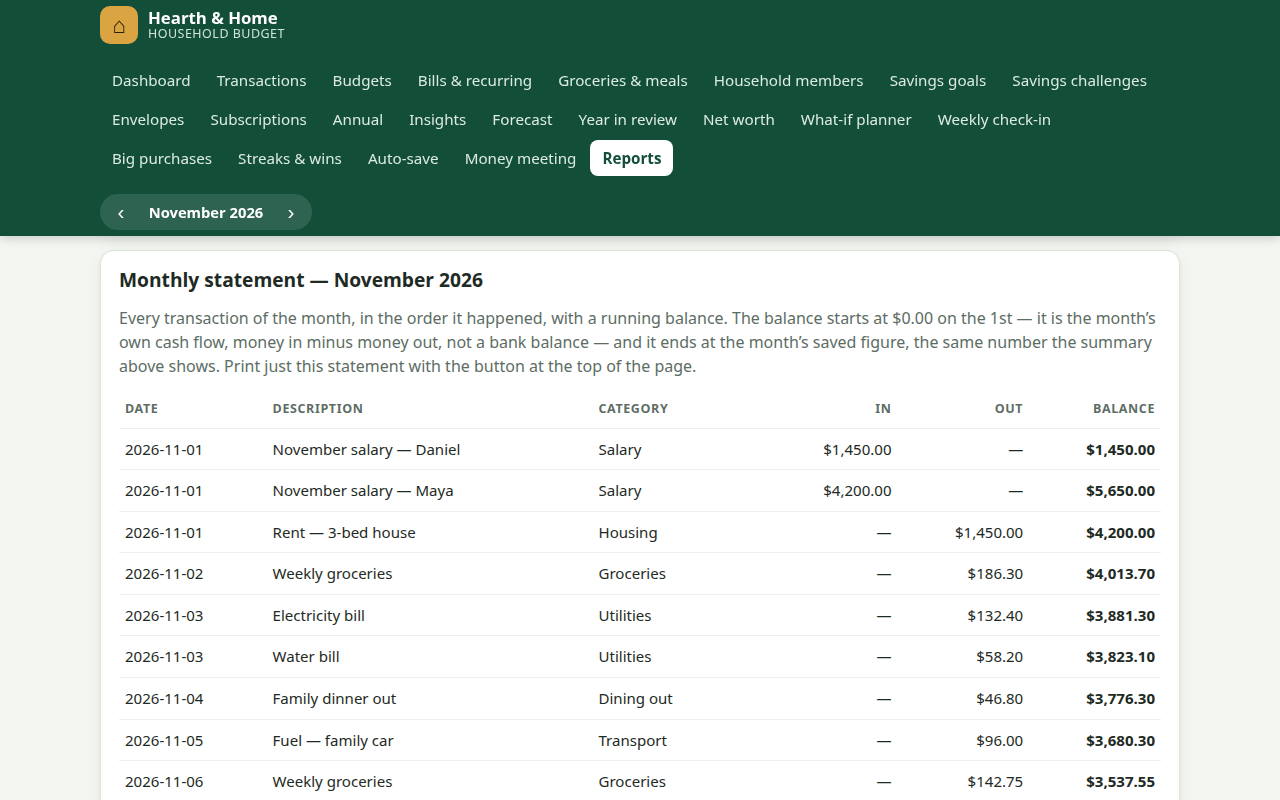 Hearth & Home
HOUSEHOLD BUDGET
Dashboard Transactions Budgets Bills & recurring Groceries & meals Household members Savings goals Savings challenges
Envelopes Subscriptions Annual Insights Forecast Year in review Net worth What-if planner Weekly check-in
Big purchases Streaks & wins Auto-save Money meeting Reports
‹ November 2026 ›
Monthly statement — November 2026
Every transaction of the month, in the order it happened, with a running balance. The balance starts at $0.00 on the 1st — it is the month’s
own cash flow, money in minus money out, not a bank balance — and it ends at the month’s saved figure, the same number the summary
above shows. Print just this statement with the button at the top of the page.
DATE DESCRIPTION CATEGORY IN OUT BALANCE
2026-11-01 November salary — Daniel Salary $1,450.00 — $1,450.00
2026-11-01 November salary — Maya Salary $4,200.00 — $5,650.00
2026-11-01 Rent — 3-bed house Housing — $1,450.00 $4,200.00
2026-11-02 Weekly groceries Groceries — $186.30 $4,013.70
2026-11-03 Electricity bill Utilities — $132.40 $3,881.30
2026-11-03 Water bill Utilities — $58.20 $3,823.10
2026-11-04 Family dinner out Dining out — $46.80 $3,776.30
2026-11-05 Fuel — family car Transport — $96.00 $3,680.30
2026-11-06 Weekly groceries Groceries — $142.75 $3,537.55